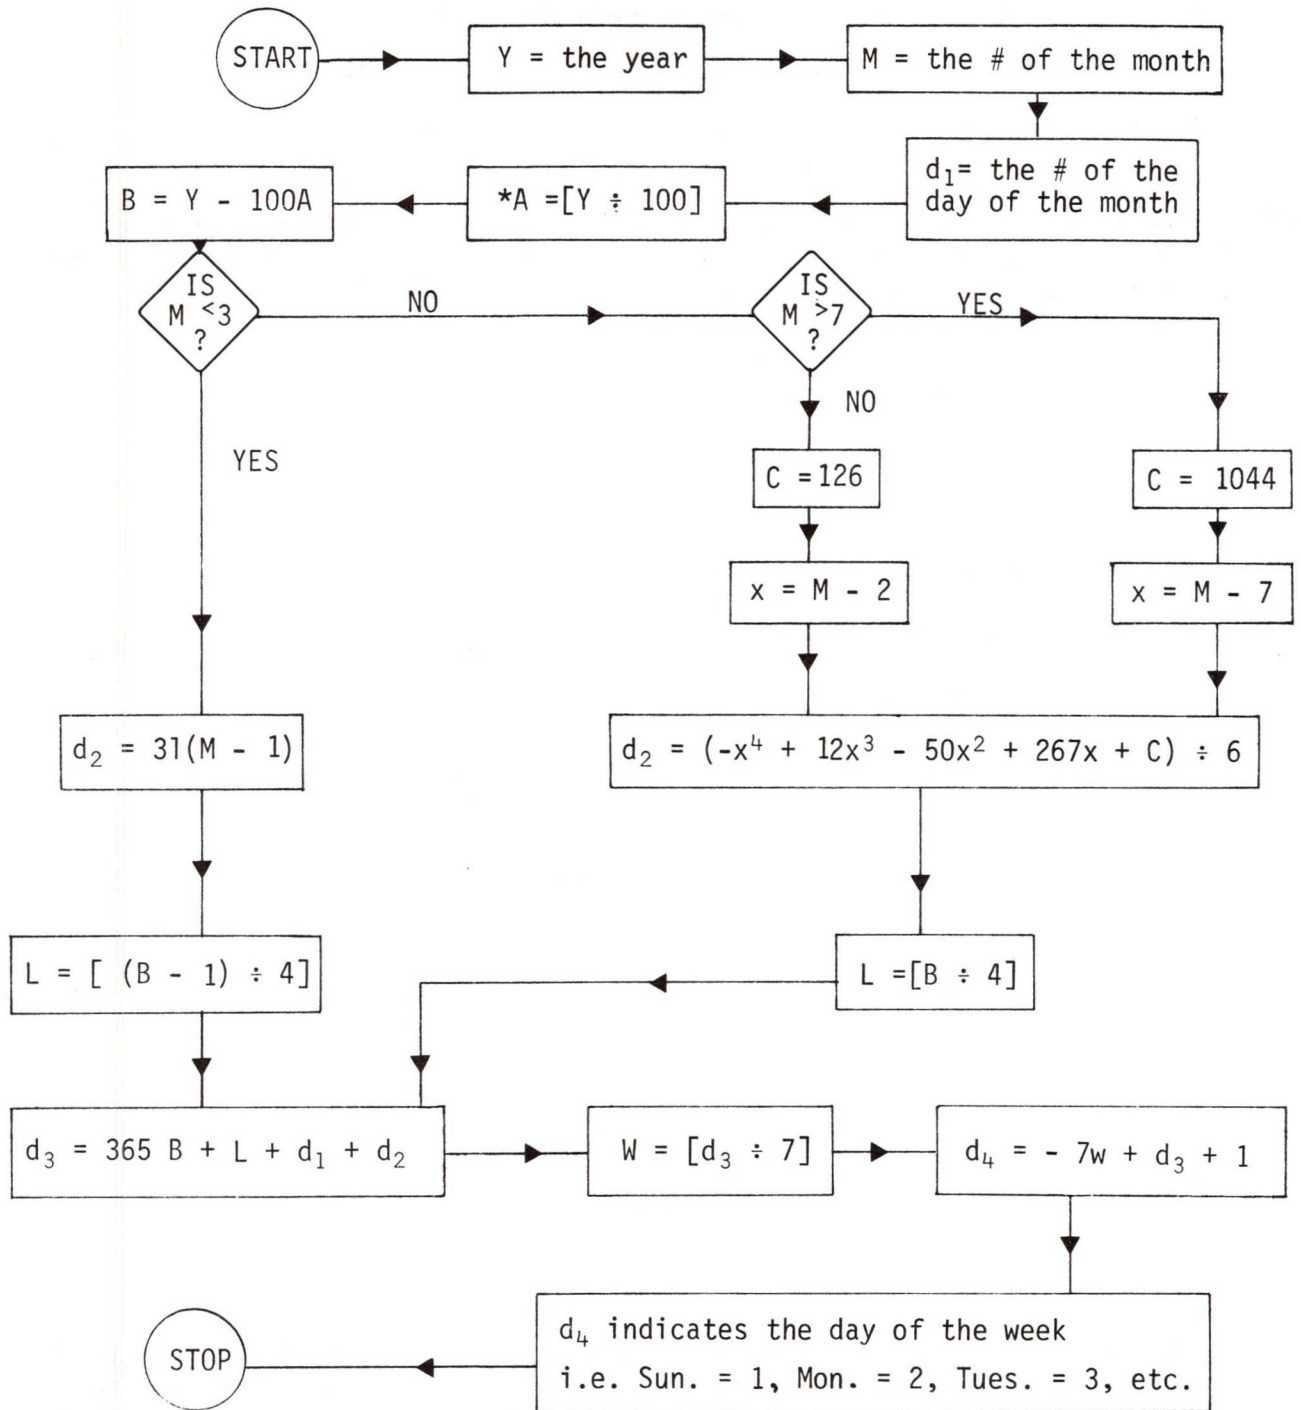 START
Y = the year
M = the # of the month
d₁= the # of the
day of the month
*A =[Y ÷ 100]
B = Y - 100A
IS
M <3
?
NO
IS
M >7
?
YES
NO
YES
C =126
C = 1044
x = M - 2
x = M - 7
d₂ = 31(M - 1)
d₂ = (-x⁴ + 12x³ - 50x² + 267x + C) ÷ 6
L = [ (B - 1) ÷ 4]
L =[B ÷ 4]
d₃ = 365 B + L + d₁ + d₂
W = [d₃ ÷ 7]
d₄ = - 7w + d₃ + 1
d₄ indicates the day of the week
i.e. Sun. = 1, Mon. = 2, Tues. = 3, etc.
STOP